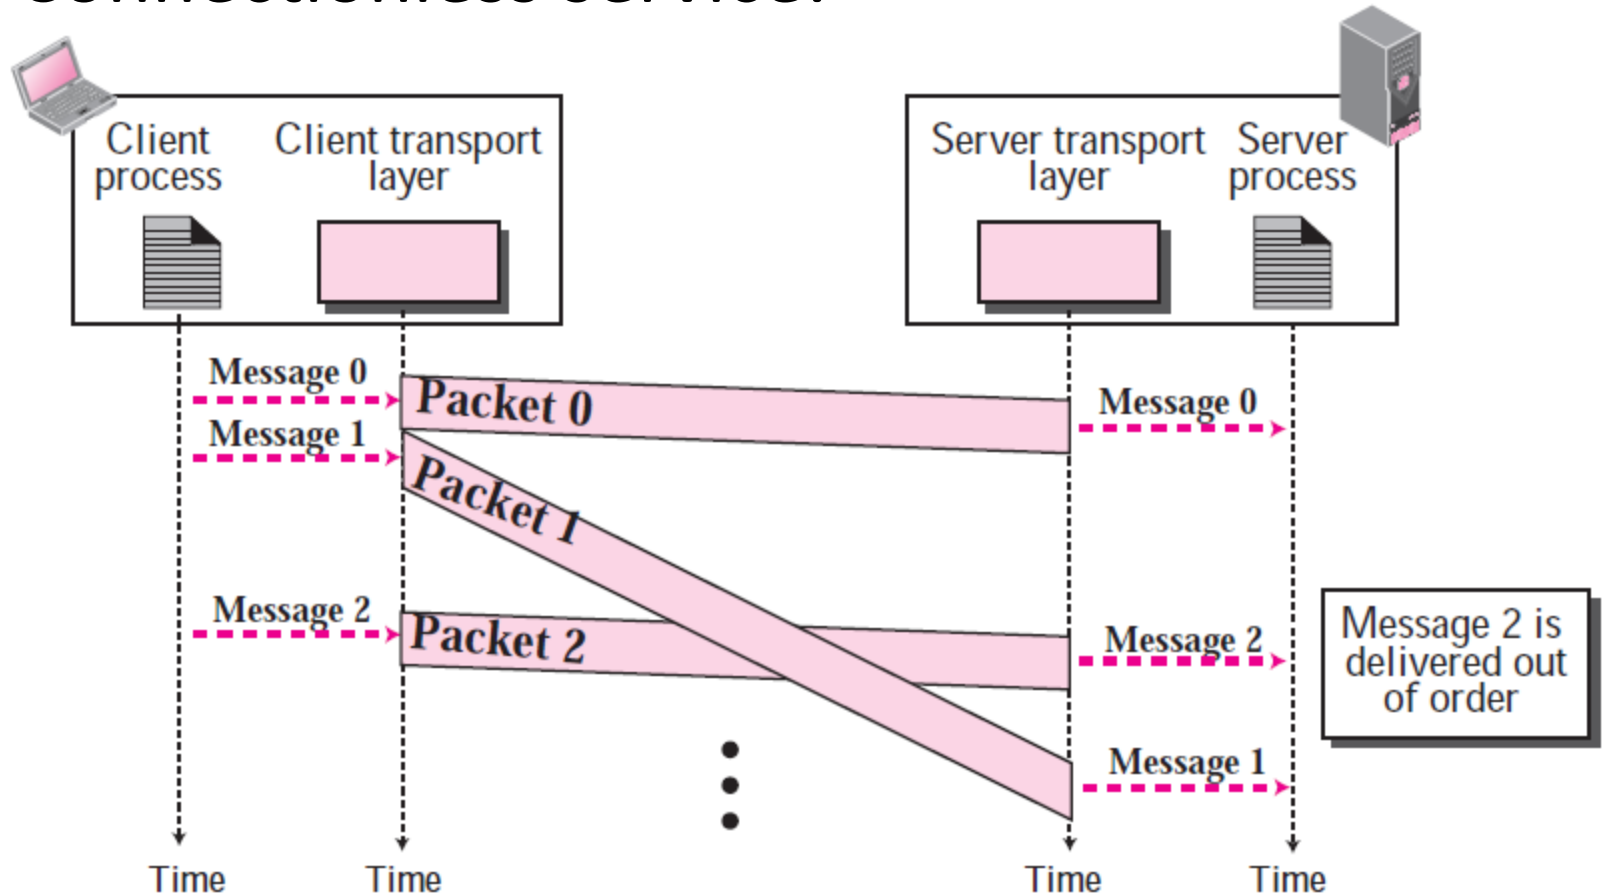 Connectionless service.
Client process
Client transport layer
Server transport layer
Server process
Message 0
Packet 0
Message 0
Message 1
Packet 1
Message 2
Packet 2
Message 2
Message 2 is
delivered out
of order
Message 1
Time
Time
Time
Time